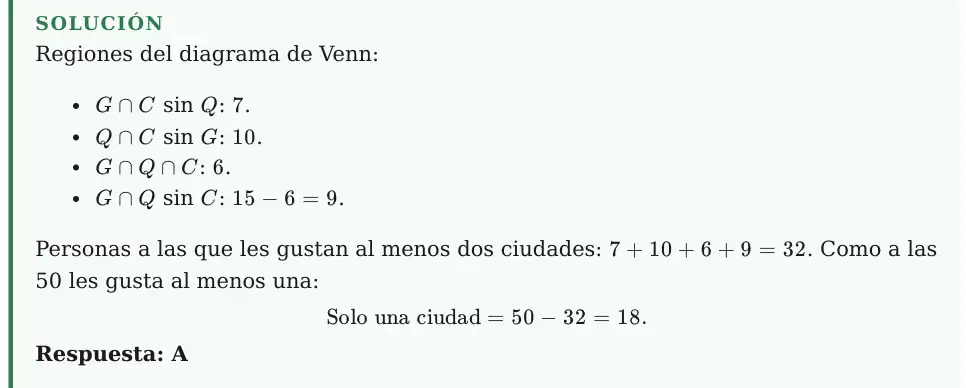 SOLUCIÓN
Regiones del diagrama de Venn:
• G ∩ C sin Q: 7.
• Q ∩ C sin G: 10.
• G ∩ Q ∩ C: 6.
• G ∩ Q sin C: 15 − 6 = 9.
Personas a las que les gustan al menos dos ciudades: 7 + 10 + 6 + 9 = 32. Como a las
50 les gusta al menos una:
Solo una ciudad = 50 − 32 = 18.
Respuesta: A